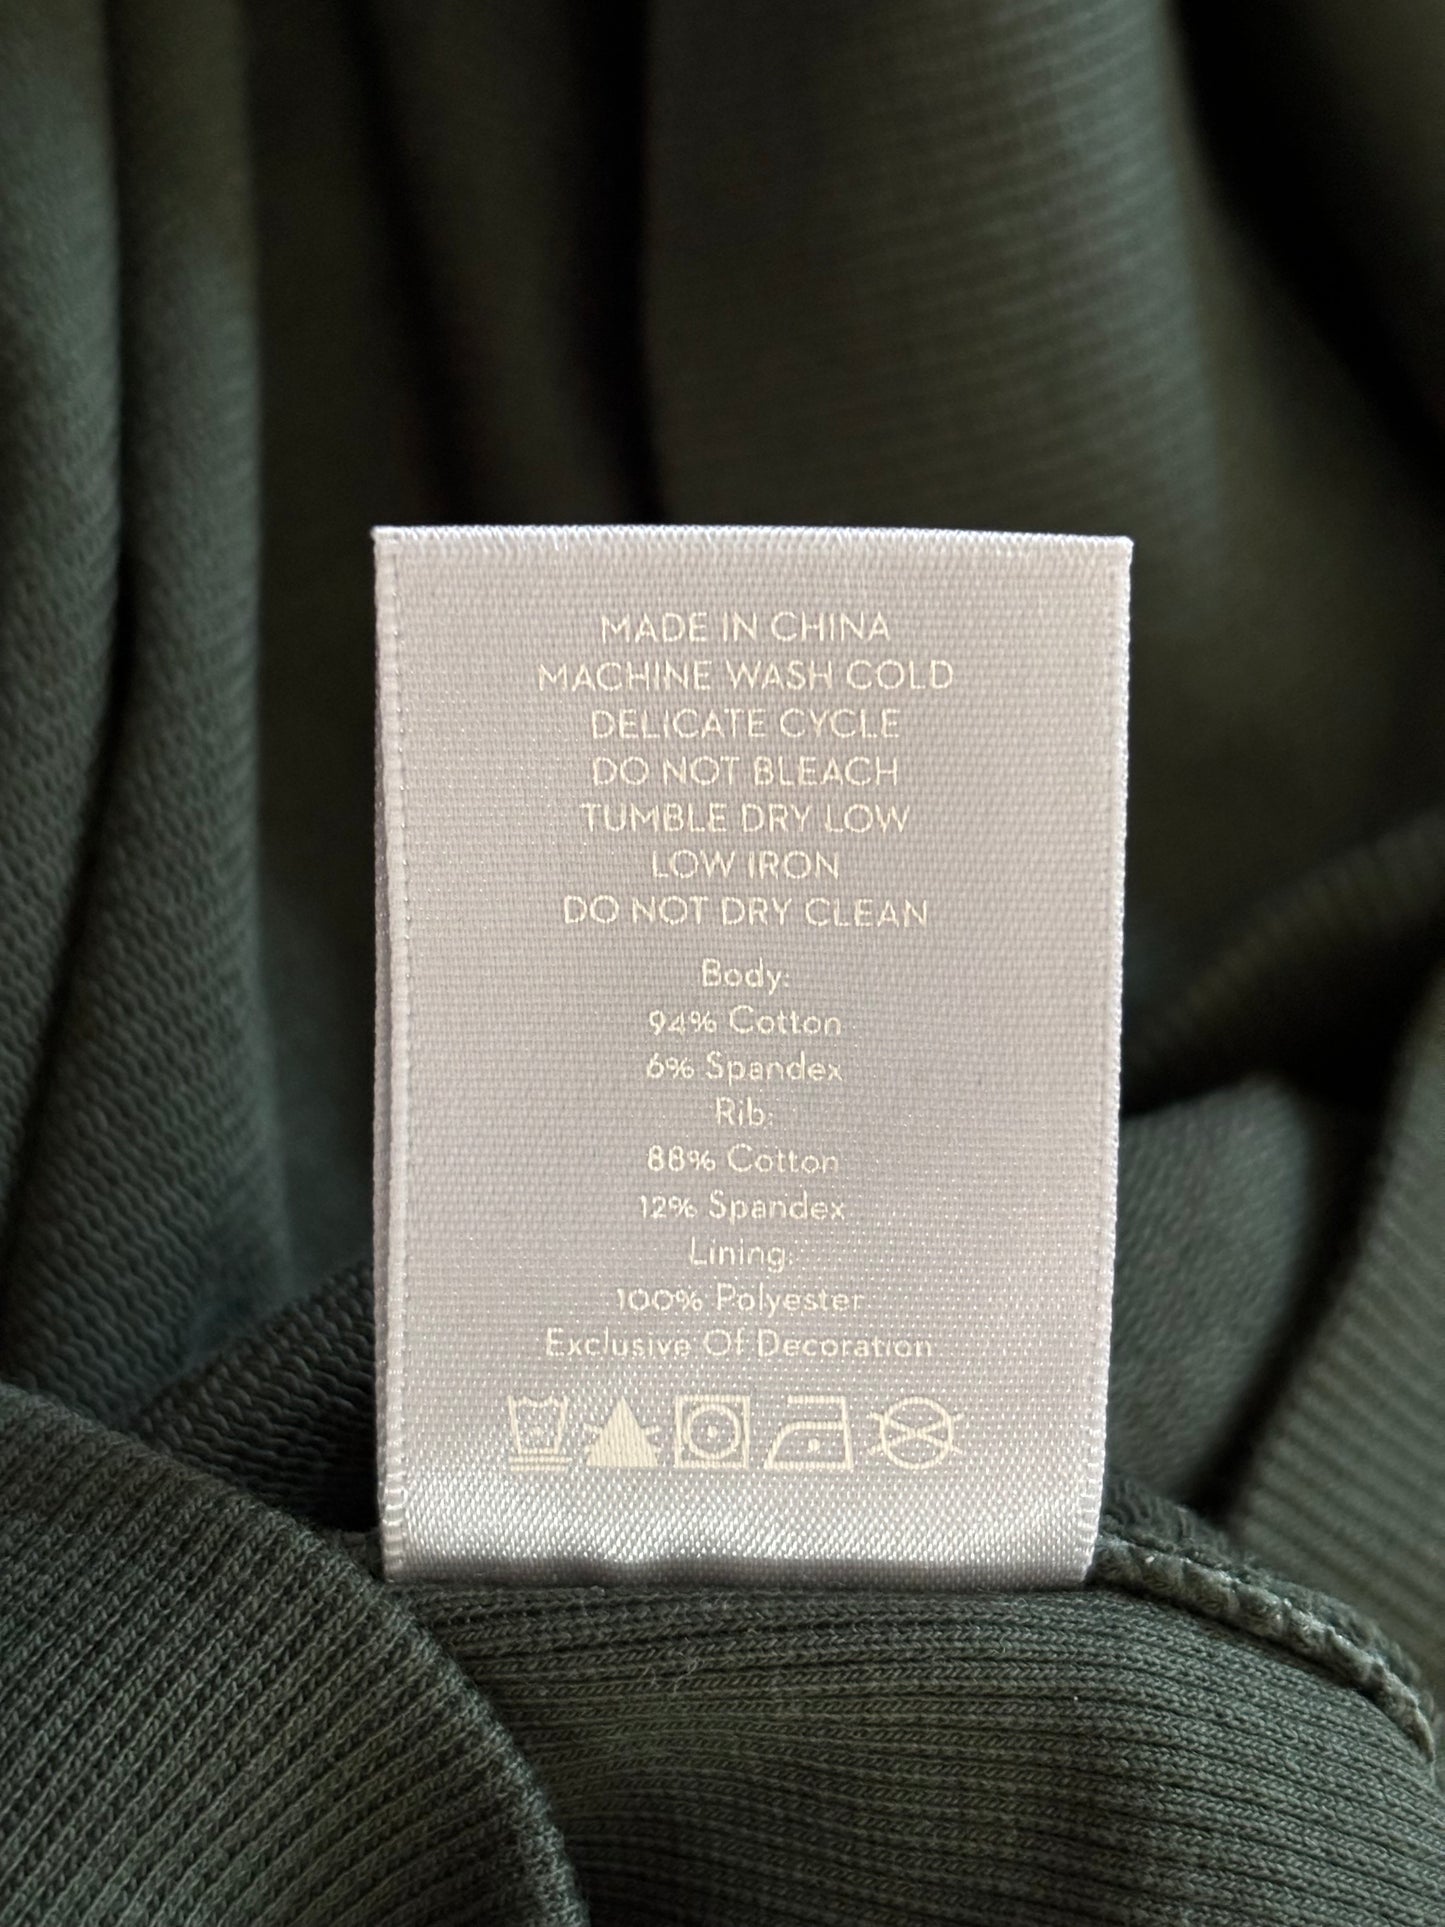 MADE IN CHINA
MACHINE WASH COLD
DELICATE CYCLE
DO NOT BLEACH
TUMBLE DRY LOW
LOW IRON
DO NOT DRY CLEAN
Body:
94% Cotton
6% Spandex
Rib:
88% Cotton
12% Spandex
Lining:
100% Polyester
Exclusive Of Decoration